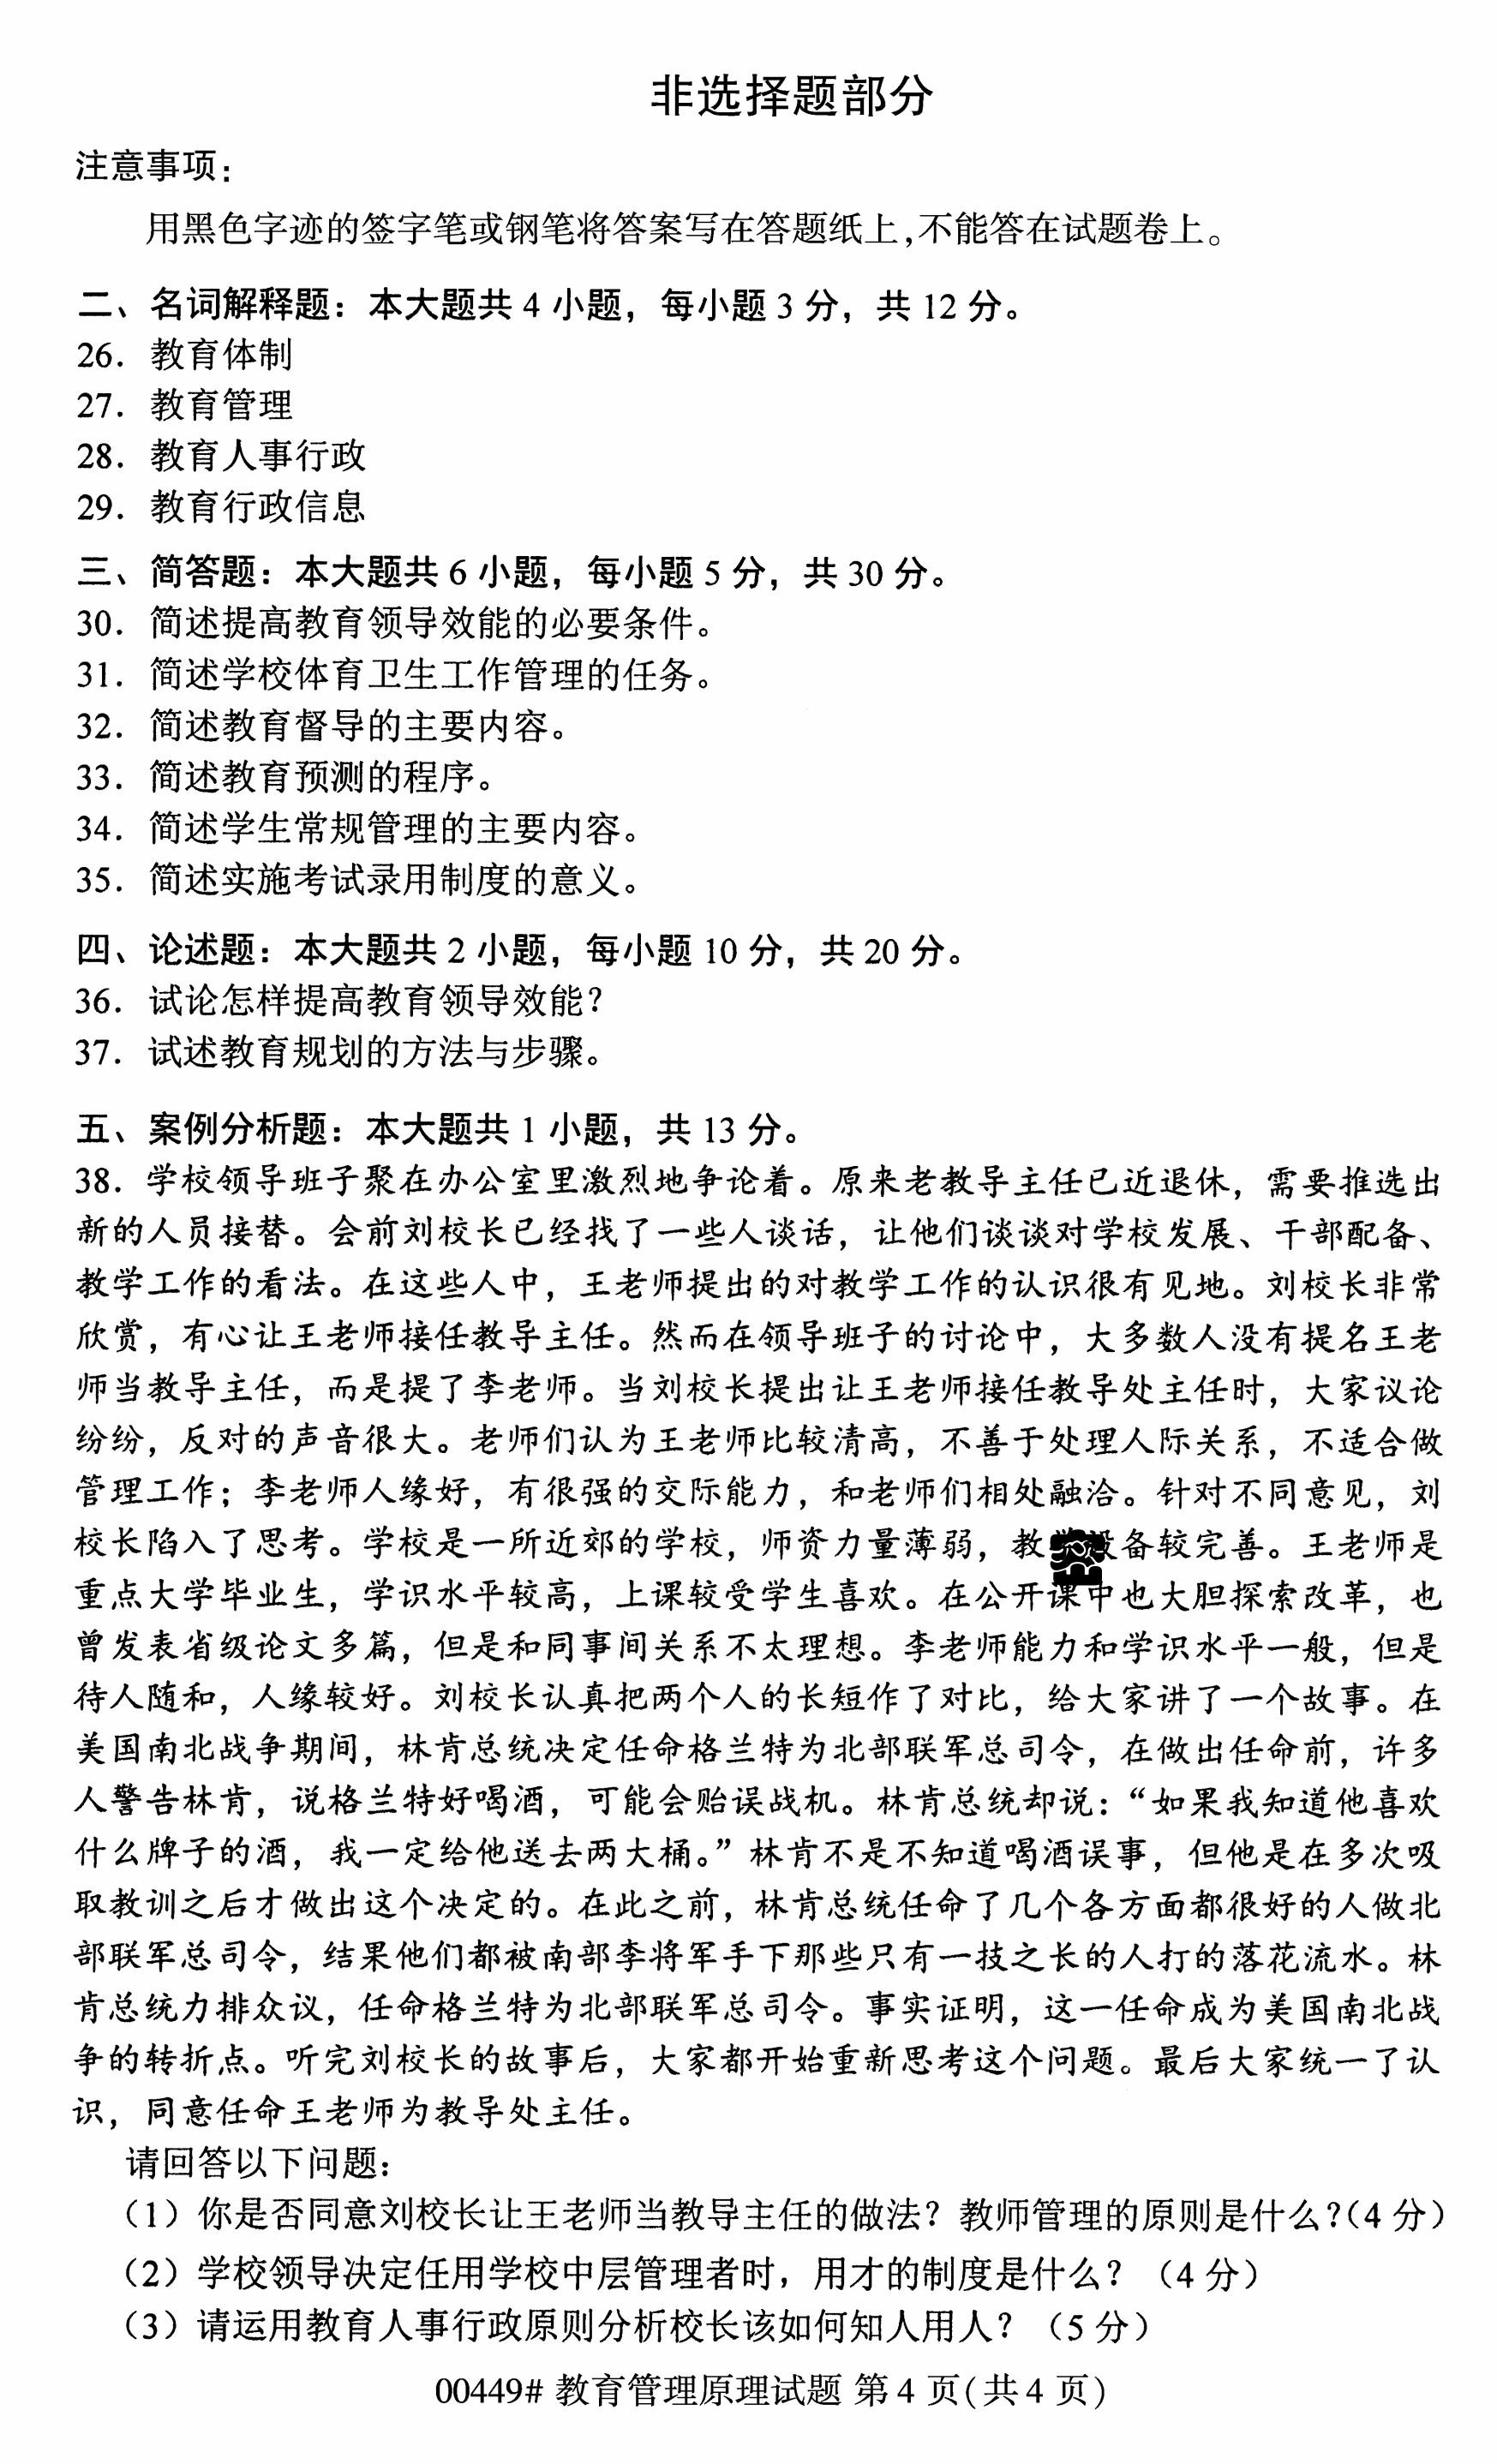 非选择题部分
注意事项:
用黑色字迹的签字笔或钢笔将答案写在答题纸上,不能答在试题卷上。
二、名词解释题：本大题共 4 小题，每小题 3 分，共 12 分。
26．教育体制
27．教育管理
28．教育人事行政
29．教育行政信息
三、简答题：本大题共 6 小题，每小题 5 分，共 30 分。
30．简述提高教育领导效能的必要条件。
31．简述学校体育卫生工作管理的任务。
32．简述教育督导的主要内容。
33．简述教育预测的程序。
34．简述学生常规管理的主要内容。
35．简述实施考试录用制度的意义。
四、论述题：本大题共 2 小题，每小题 10 分，共 20 分。
36．试论怎样提高教育领导效能?
37．试述教育规划的方法与步骤。
五、案例分析题：本大题共 1 小题，共 13 分。
38．学校领导班子聚在办公室里激烈地争论着。原来老教导主任已近退休，需要推选出
新的人员接替。会前刘校长已经找了一些人谈话，让他们谈谈对学校发展、干部配备、
教学工作的看法。在这些人中，王老师提出的对教学工作的认识很有见地。刘校长非常
欣赏，有心让王老师接任教导主任。然而在领导班子的讨论中，大多数人没有提名王老
师当教导主任，而是提了李老师。当刘校长提出让王老师接任教导处主任时，大家议论
纷纷，反对的声音很大。老师们认为王老师比较清高，不善于处理人际关系，不适合做
管理工作；李老师人缘好，有很强的交际能力，和老师们相处融洽。针对不同意见，刘
校长陷入了思考。学校是一所近郊的学校，师资力量薄弱，教备较完善。王老师是
重点大学毕业生，学识水平较高，上课较受学生喜欢。在公开课中也大胆探索改革，也
曾发表省级论文多篇，但是和同事间关系不太理想。李老师能力和学识水平一般，但是
待人随和，人缘较好。刘校长认真把两个人的长短作了对比，给大家讲了一个故事。在
美国南北战争期间，林肯总统决定任命格兰特为北部联军总司令，在做出任命前，许多
人警告林肯，说格兰特好喝酒，可能会贻误战机。林肯总统却说：“如果我知道他喜欢
什么牌子的酒，我一定给他送去两大桶。”林肯不是不知道喝酒误事，但他是在多次吸
取教训之后才做出这个决定的。在此之前，林肯总统任命了几个各方面都很好的人做北
部联军总司令，结果他们都被南部李将军手下那些只有一技之长的人打的落花流水。林
肯总统力排众议，任命格兰特为北部联军总司令。事实证明，这一任命成为美国南北战
争的转折点。听完刘校长的故事后，大家都开始重新思考这个问题。最后大家统一了认
识，同意任命王老师为教导处主任。
请回答以下问题：
（1）你是否同意刘校长让王老师当教导主任的做法？教师管理的原则是什么?(4 分）
（2）学校领导决定任用学校中层管理者时，用才的制度是什么？（4 分）
（3）请运用教育人事行政原则分析校长该如何知人用人？（5 分）
00449# 教育管理原理试题 第 4 页(共 4 页)